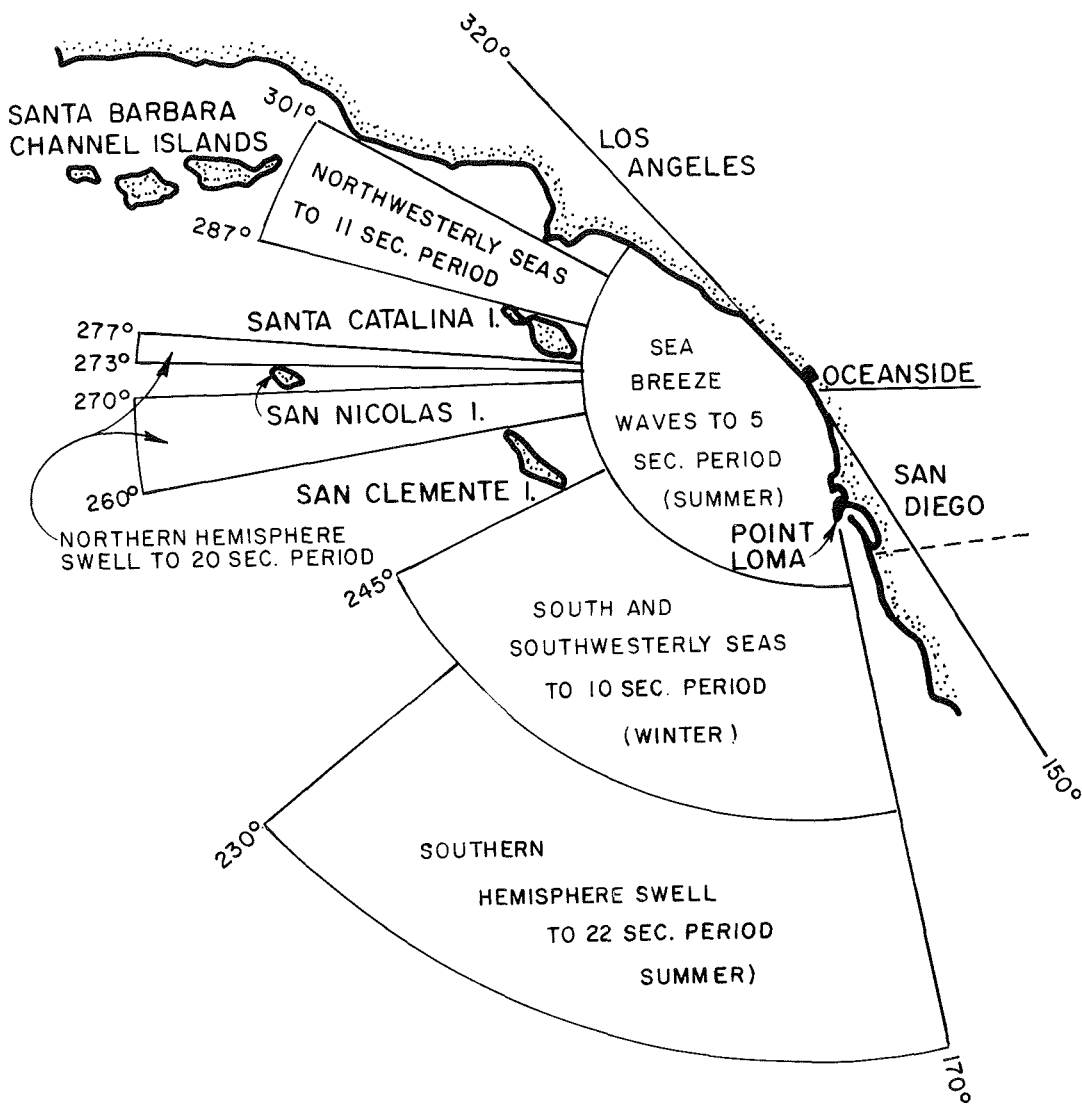 320°
SANTA BARBARA
CHANNEL ISLANDS
301°
LOS
ANGELES
NORTHWESTERLY SEAS
TO 11 SEC. PERIOD
287°
277°
SANTA CATALINA I.
273°
270°
SAN NICOLAS I.
260°
SAN CLEMENTE I.
SEA
BREEZE
WAVES TO 5
SEC. PERIOD
(SUMMER)
OCEANSIDE
SAN
DIEGO
POINT
LOMA
NORTHERN HEMISPHERE
SWELL TO 20 SEC. PERIOD
245°
SOUTH AND
SOUTHWESTERLY SEAS
TO 10 SEC. PERIOD
(WINTER)
150°
230°
SOUTHERN
HEMISPHERE SWELL
TO 22 SEC. PERIOD
SUMMER)
170°